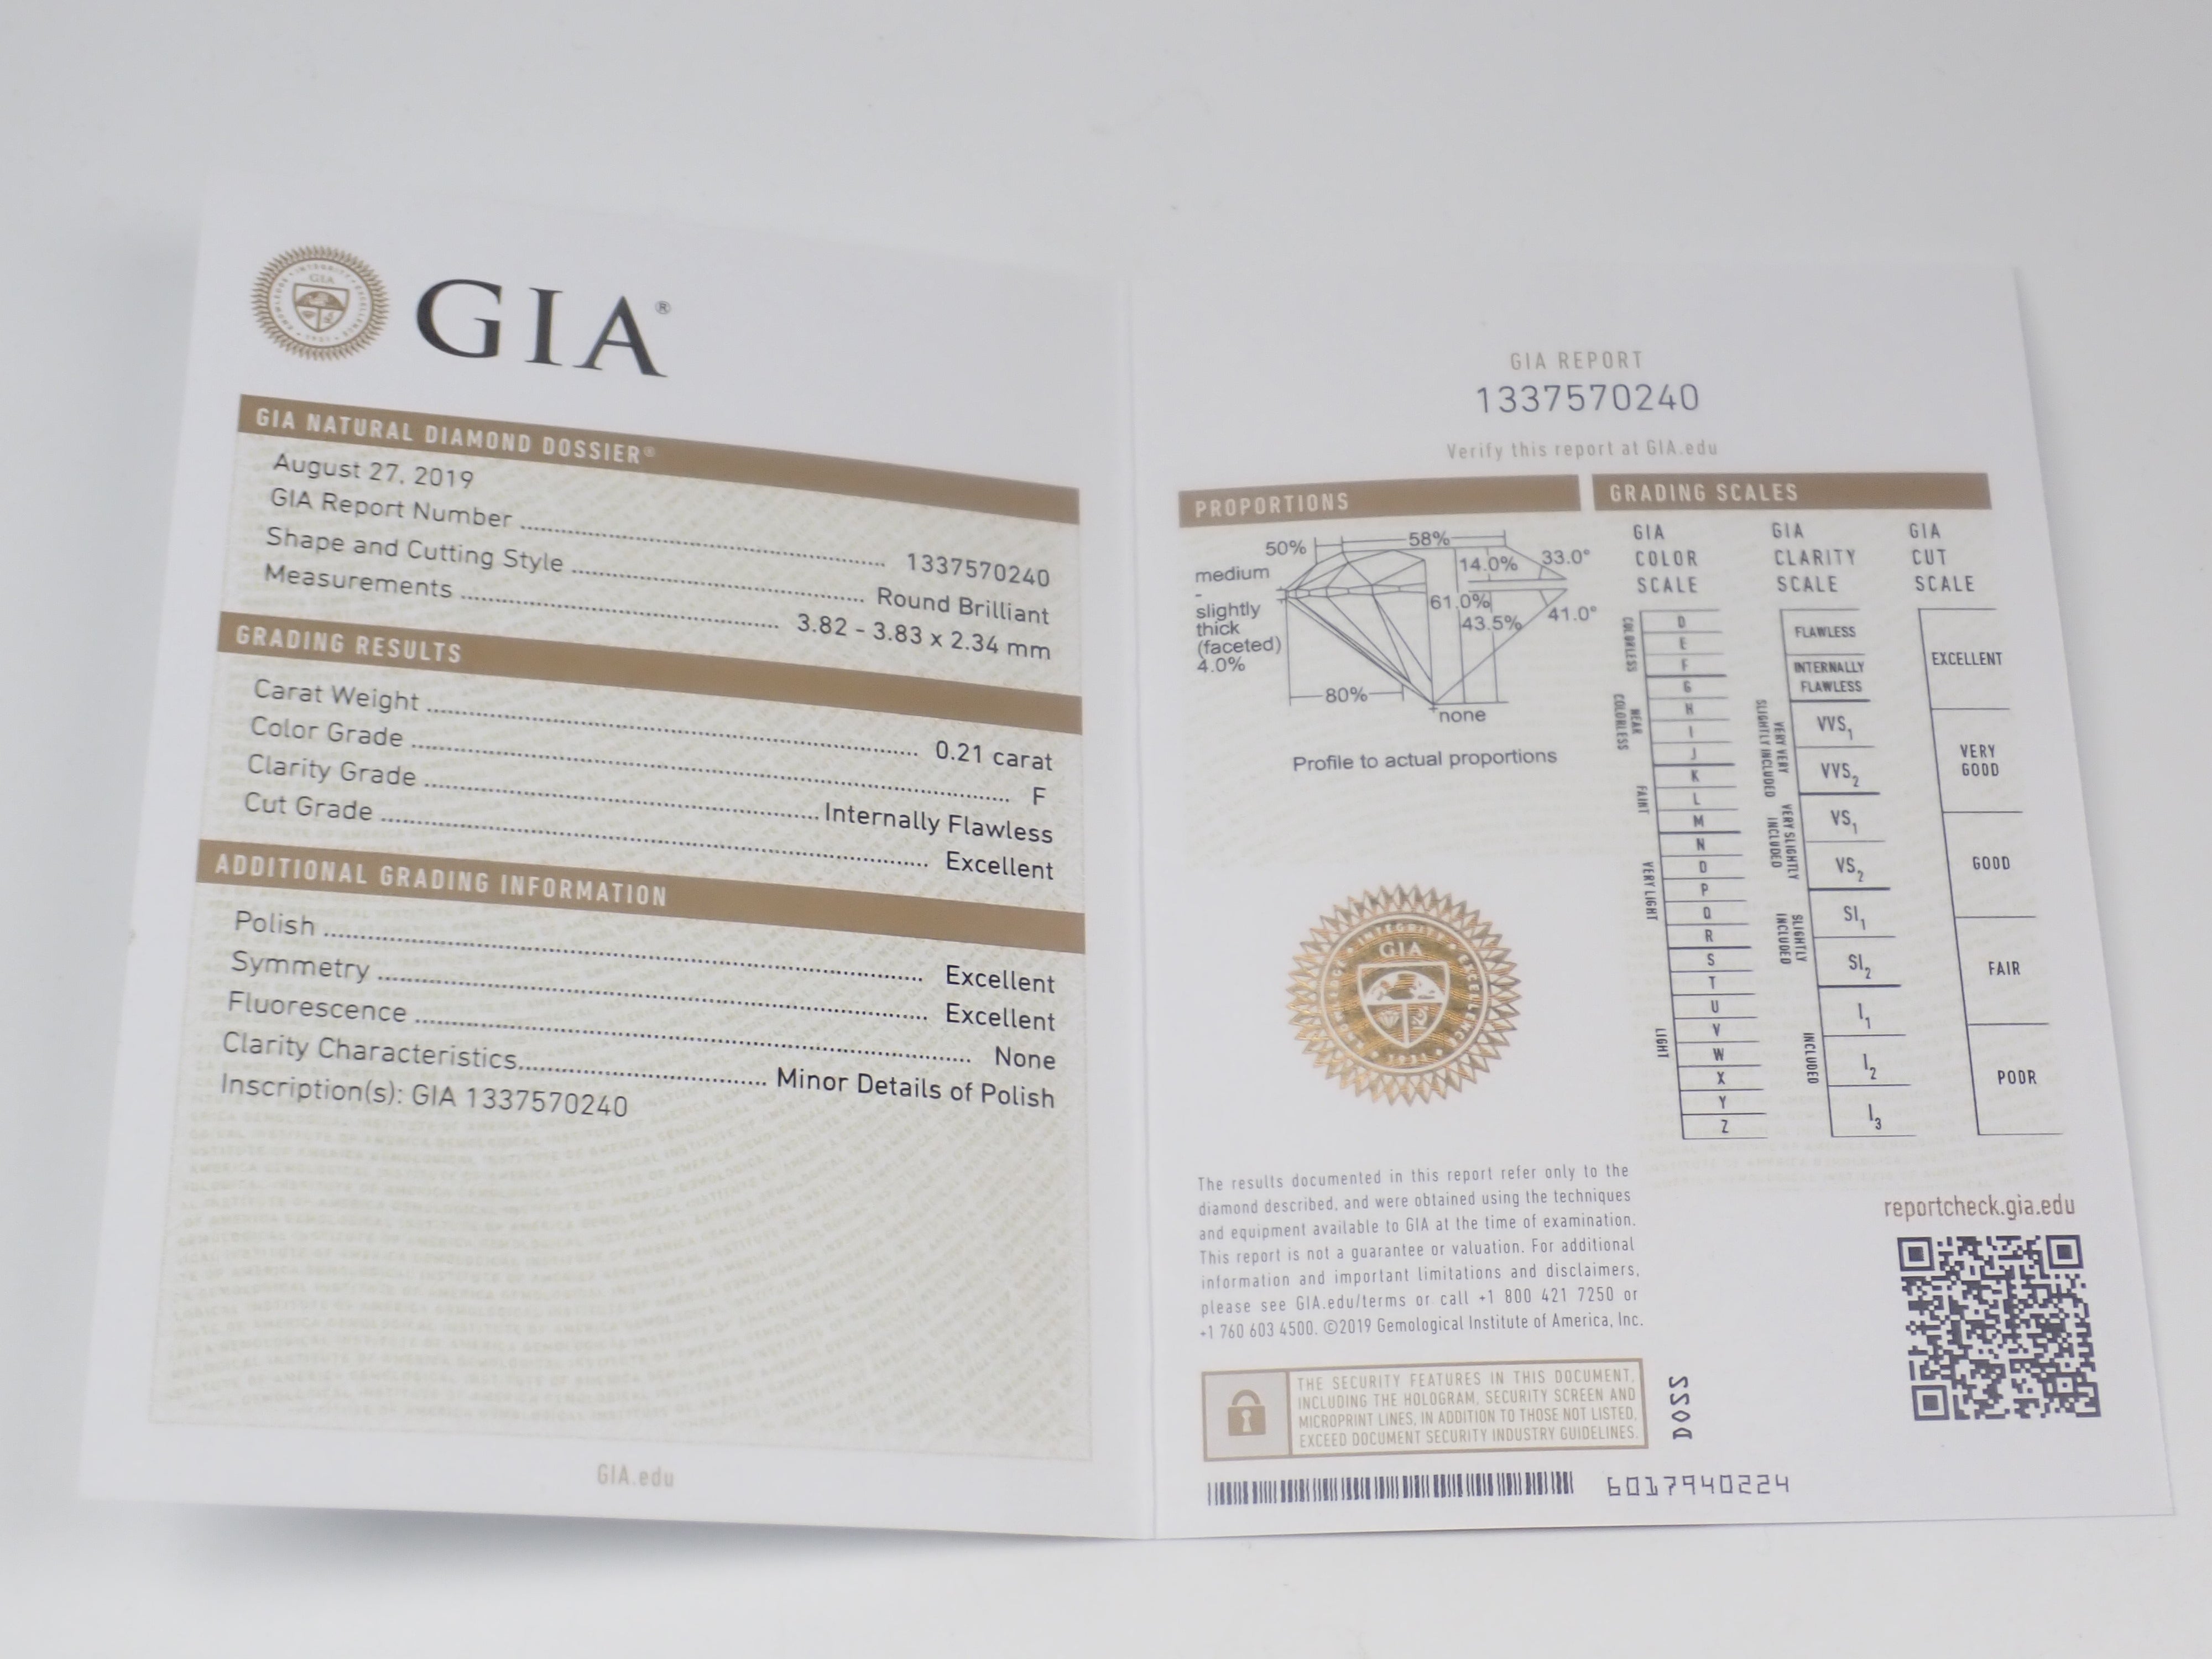 GIA®
GIA NATURAL DIAMOND DOSSIER®
August 27, 2019
GIA Report Number ........ 1337570240
Shape and Cutting Style ........ Round Brilliant
Measurements ........ 3.82 - 3.83 x 2.34 mm
GRADING RESULTS
Carat Weight ........ 0.21 carat
Color Grade ........ F
Clarity Grade ........ Internally Flawless
Cut Grade ........ Excellent
ADDITIONAL GRADING INFORMATION
Polish ........ Excellent
Symmetry ........ Excellent
Fluorescence ........ None
Clarity Characteristics ........ Minor Details of Polish
Inscription(s): GIA 1337570240
GIA.edu
GIA REPORT
1337570240
Verify this report at GIA.edu
PROPORTIONS
50%
58%
14.0%
33.0°
medium
-
slightly
thick
(faceted)
4.0%
61.0%
43.5%
41.0°
80%
none
Profile to actual proportions
GRADING SCALES
GIA
COLOR
SCALE
COLORLESS
D
E
F
NEAR
COLORLESS
G
H
I
J
FAINT
K
L
M
VERY LIGHT
N
O
P
Q
R
LIGHT
S
T
U
V
W
X
Y
Z
GIA
CLARITY
SCALE
FLAWLESS
INTERNALLY
FLAWLESS
VERY VERY
SLIGHTLY INCLUDED
VVS1
VVS2
VERY SLIGHTLY
INCLUDED
VS1
VS2
SLIGHTLY
INCLUDED
SI1
SI2
INCLUDED
I1
I2
I3
GIA
CUT
SCALE
EXCELLENT
VERY
GOOD
GOOD
FAIR
POOR
GIA
The results documented in this report refer only to the
diamond described, and were obtained using the techniques
and equipment available to GIA at the time of examination.
This report is not a guarantee or valuation. For additional
information and important limitations and disclaimers,
please see GIA.edu/terms or call +1 800 421 7250 or
+1 760 603 4500. ©2019 Gemological Institute of America, Inc.
reportcheck.gia.edu
THE SECURITY FEATURES IN THIS DOCUMENT,
INCLUDING THE HOLOGRAM, SECURITY SCREEN AND
MICROPRINT LINES, IN ADDITION TO THOSE NOT LISTED,
EXCEED DOCUMENT SECURITY INDUSTRY GUIDELINES.
DOSS
6017940224